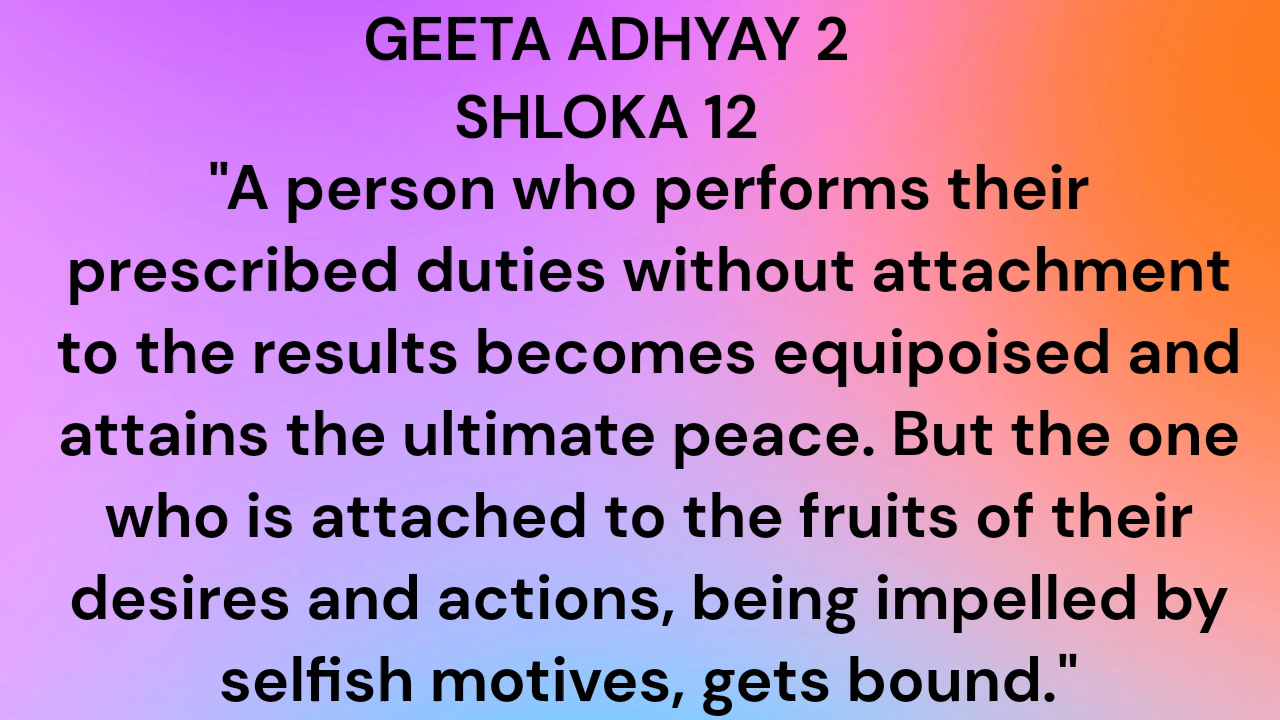 GEETA ADHYAY 2
SHLOKA 12
"A person who performs their
prescribed duties without attachment
to the results becomes equipoised and
attains the ultimate peace. But the one
who is attached to the fruits of their
desires and actions, being impelled by
selfish motives, gets bound."